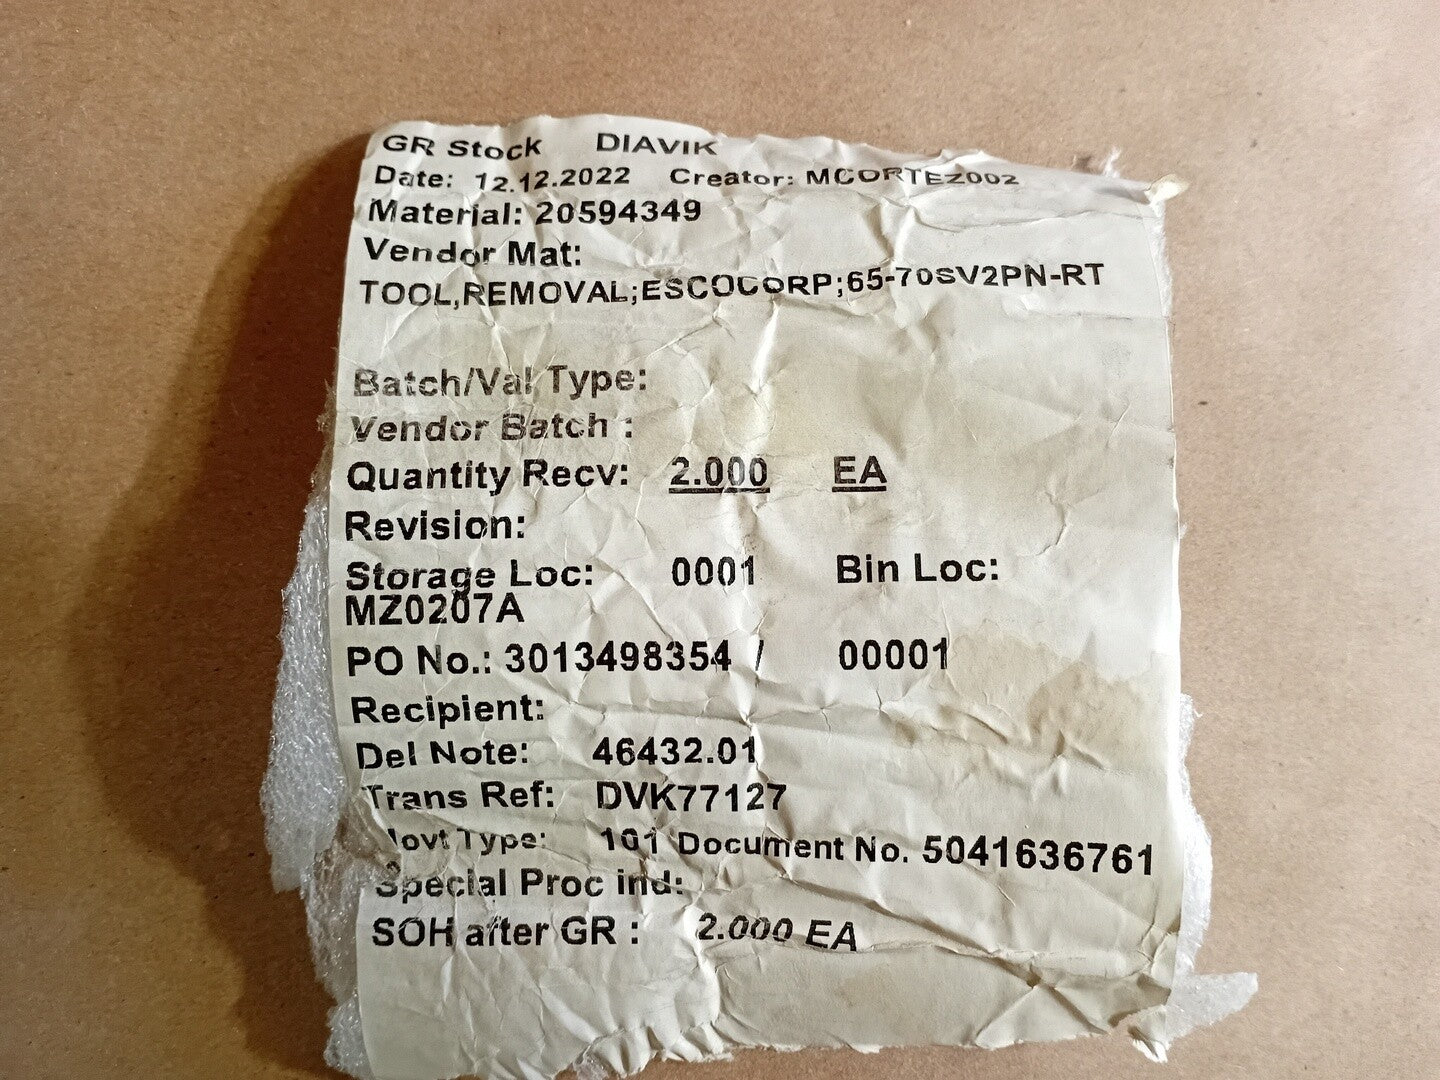 GR Stock DIAVIK
Date: 12.12.2022 Creator: MCORTEZ002
Material: 20594349
Vendor Mat:
TOOL,REMOVAL;ESCOCORP;65-70SV2PN-RT
Batch/Val Type:
Vendor Batch :
Quantity Recv: 2.000 EA
Revision:
Storage Loc: 0001 Bin Loc:
MZ0207A
PO No.: 3013498354 / 00001
Recipient:
Del Note: 46432.01
Trans Ref: DVK77127
ovt Type: 101 Document No. 5041636761
Special Proc ind:
SOH after GR : 2.000 EA